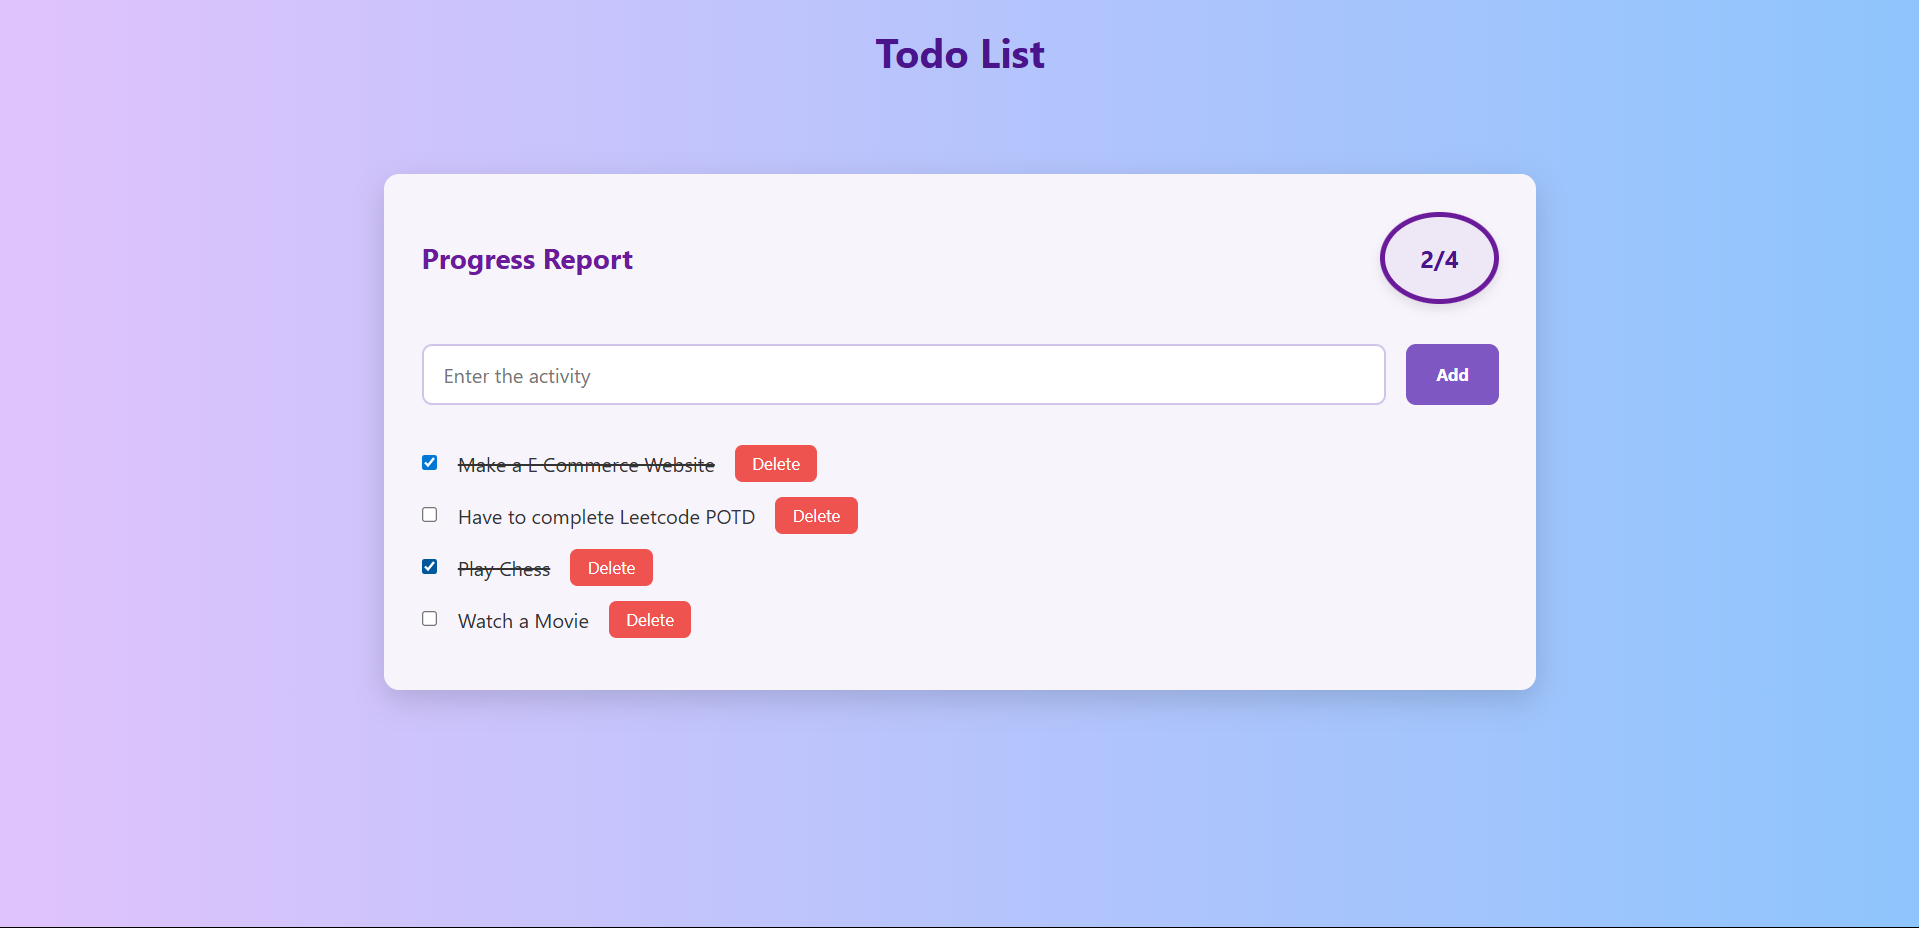 Todo List
Progress Report
2/4
Enter the activity
Add
Make a E Commerce Website Delete
Have to complete Leetcode POTD Delete
Play Chess Delete
Watch a Movie Delete